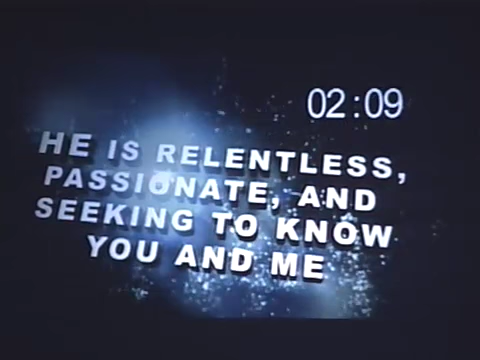 02:09
HE IS RELENTLESS,
PASSIONATE, AND
SEEKING TO KNOW
YOU AND ME